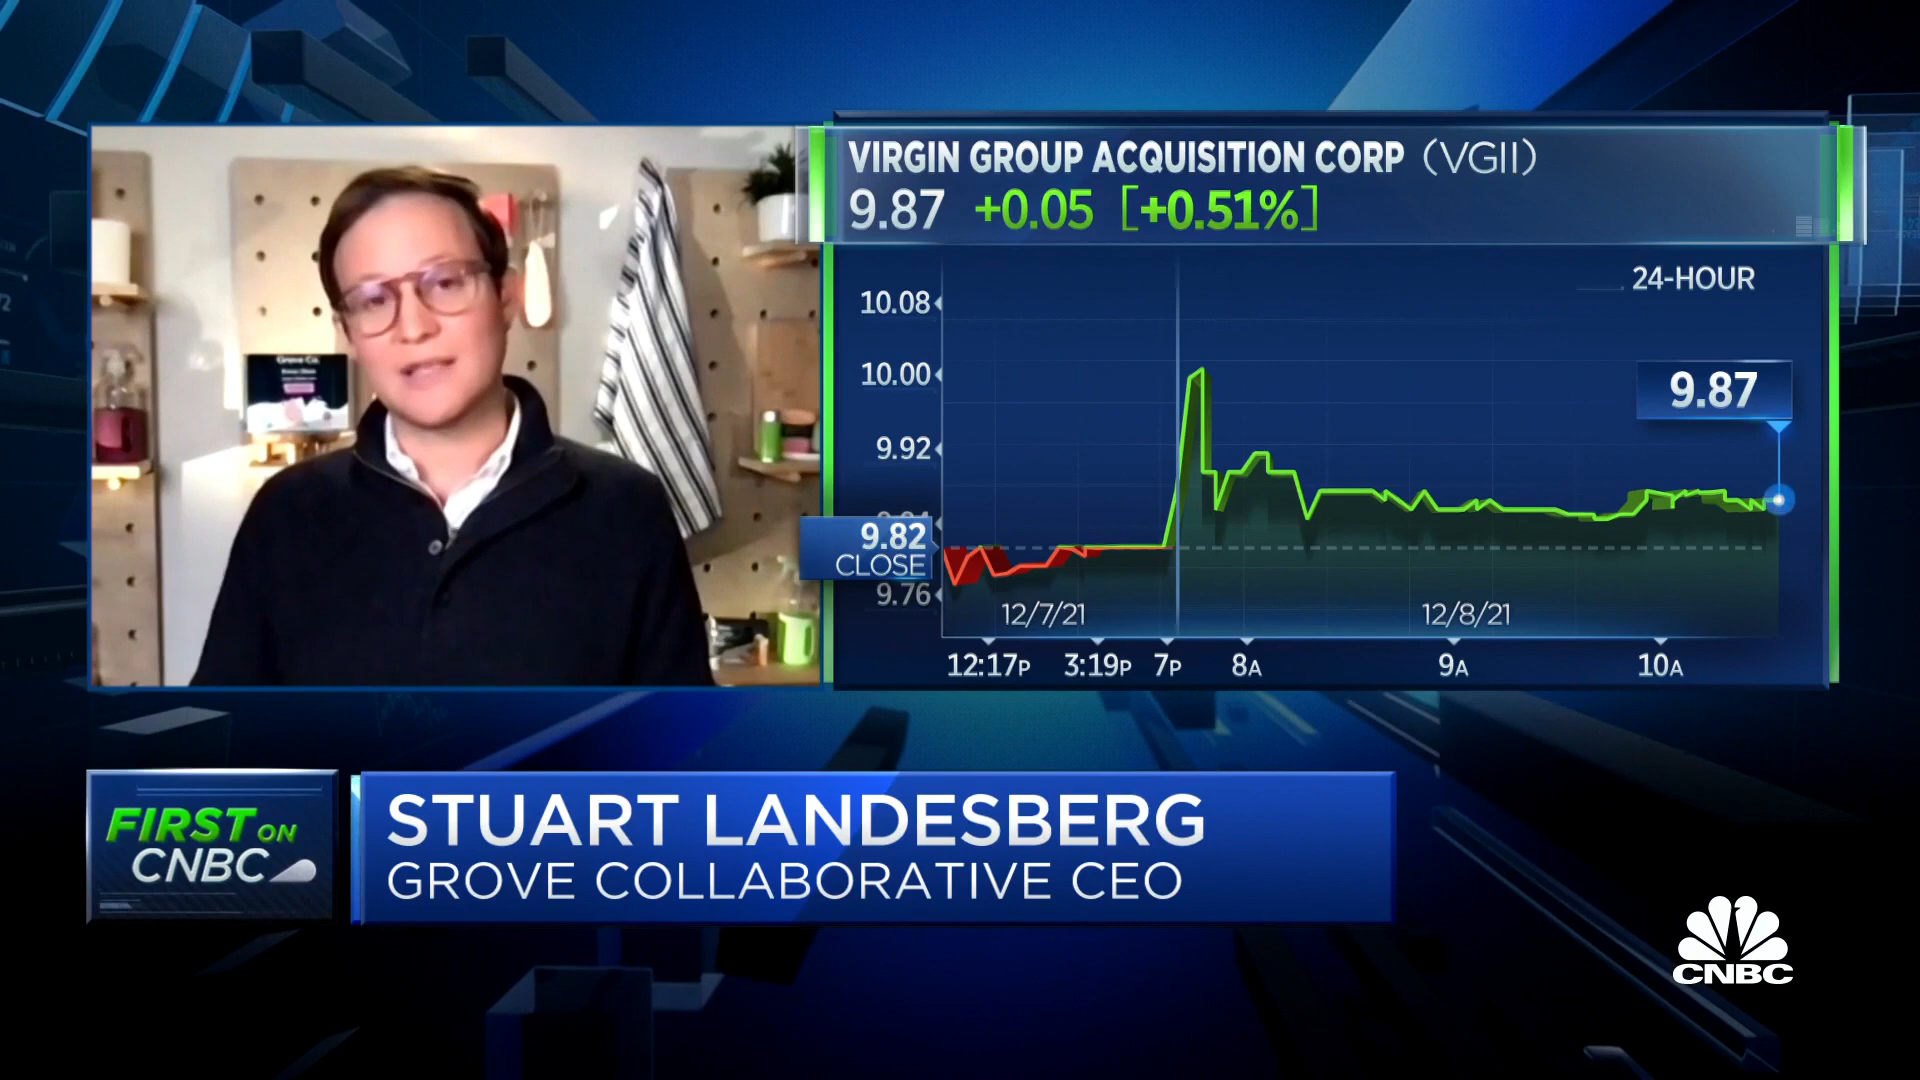 VIRGIN GROUP ACQUISITION CORP (VGII)
9.87 +0.05 [+0.51%]
24-HOUR
10.08
10.00
9.87
9.92
9.82
CLOSE
9.76
12/7/21
12/8/21
12:17P 3:19P 7P 8A 9A 10A
Grove Co.
FIRST ON
CNBC
STUART LANDESBERG
GROVE COLLABORATIVE CEO
CNBC